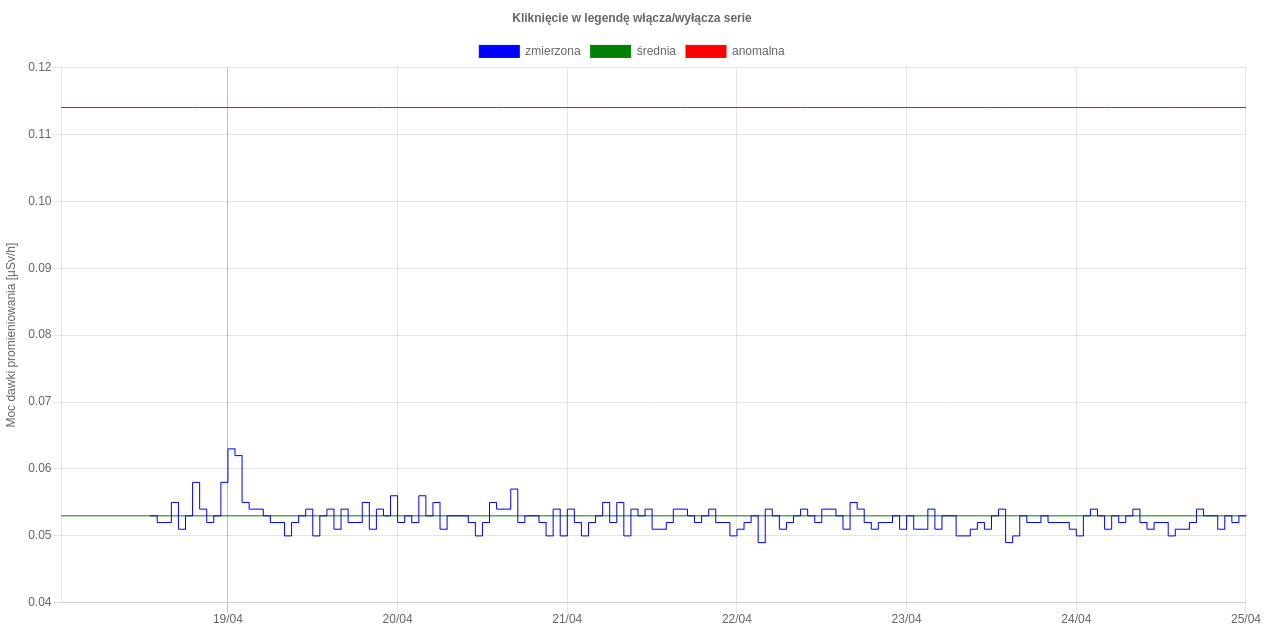 Kliknięcie w legendę włącza/wyłącza serie
zmierzona średnia anomalna
Moc dawki promieniowania [µSv/h]
0.12
0.11
0.10
0.09
0.08
0.07
0.06
0.05
0.04
19/04 20/04 21/04 22/04 23/04 24/04 25/04